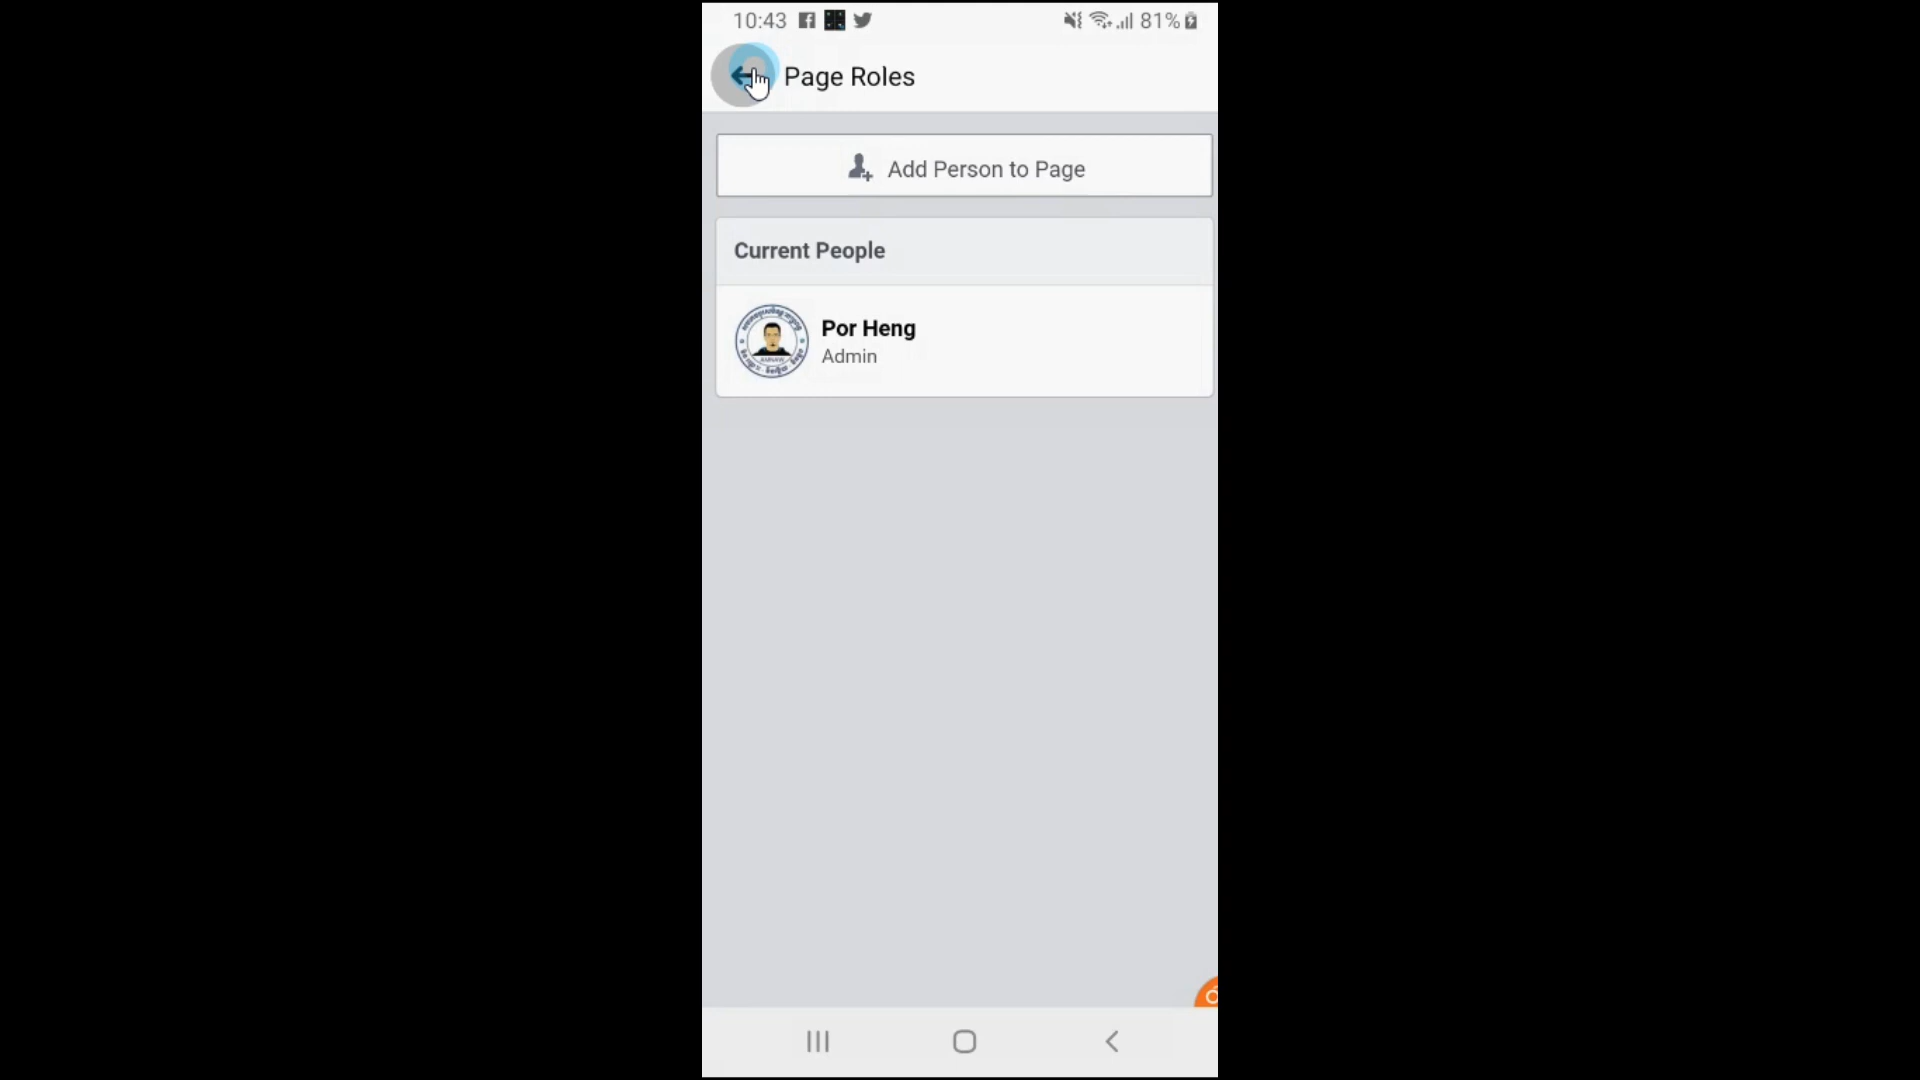 10:43
81%
Page Roles
Add Person to Page
Current People
Por Heng
Admin